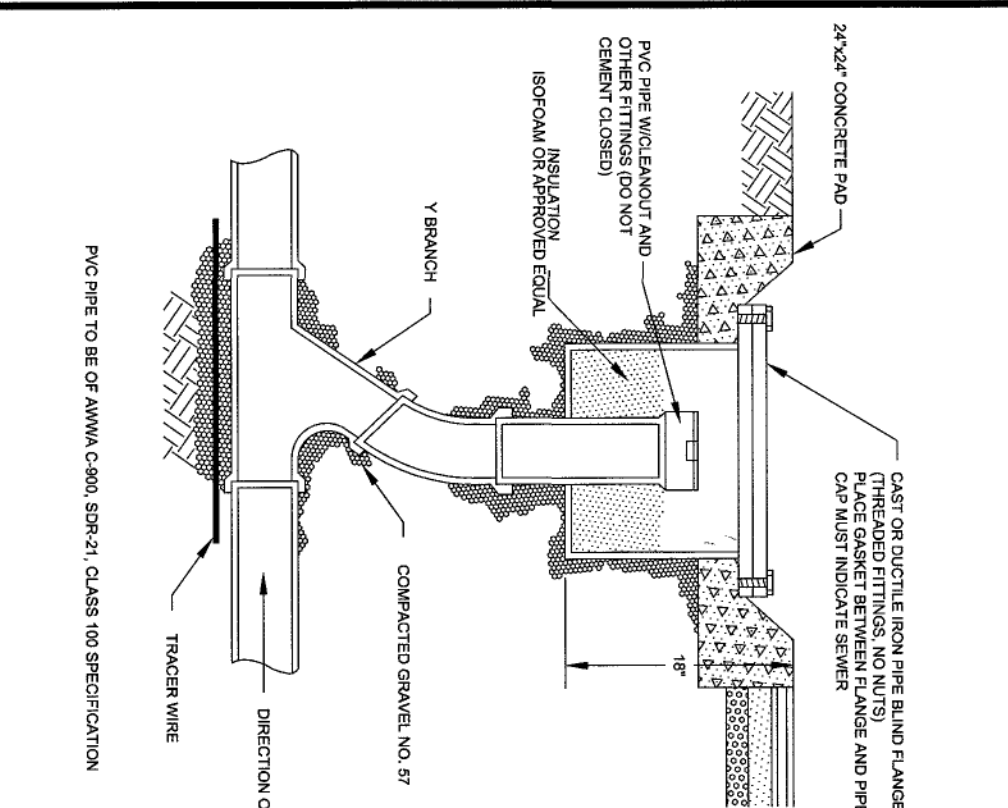 24"x24" CONCRETE PAD
CAST OR DUCTILE IRON PIPE BLIND FLANGE
(THREADED FITTINGS, NO NUTS)
PLACE GASKET BETWEEN FLANGE AND PIPE
CAP MUST INDICATE SEWER
PVC PIPE W/CLEANOUT AND
OTHER FITTINGS (DO NOT
CEMENT CLOSED)
INSULATION
ISOFOAM OR APPROVED EQUAL
18"
Y BRANCH
COMPACTED GRAVEL NO. 57
DIRECTION
TRACER WIRE
PVC PIPE TO BE OF AWWA C-900, SDR-21, CLASS 100 SPECIFICATION